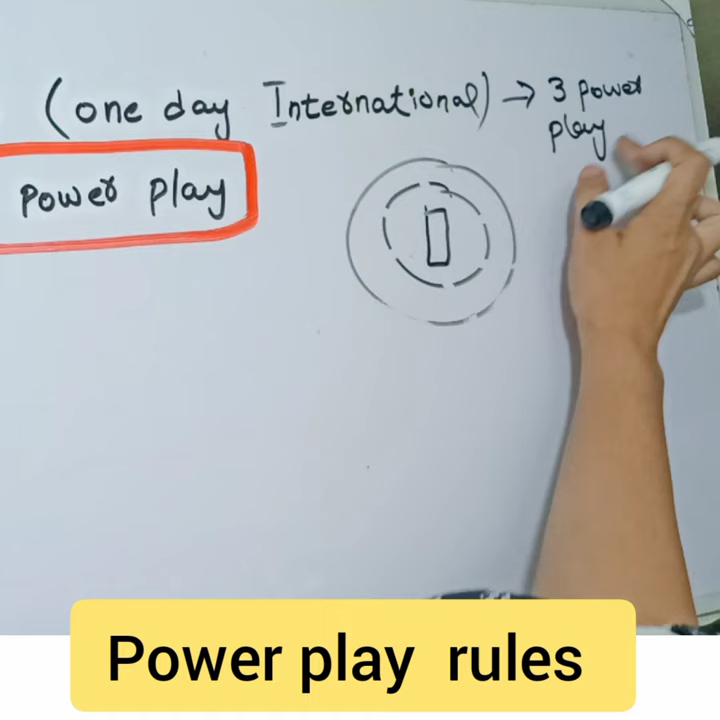 (one day International) → 3 power
play
Power play
Power play rules